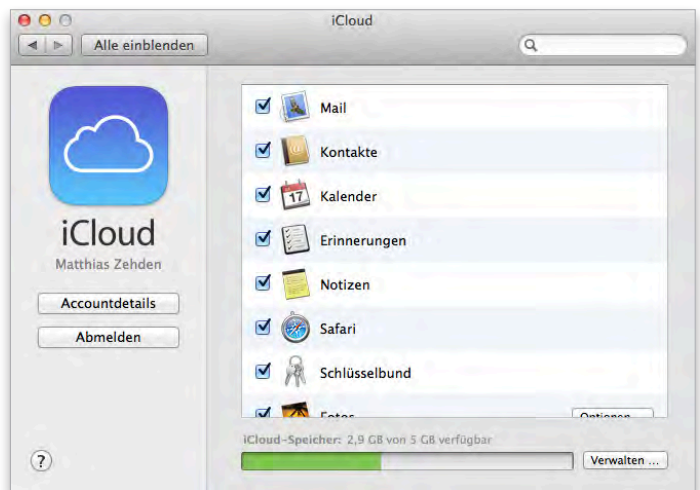 iCloud
Alle einblenden
iCloud
Matthias Zehden
Accountdetails
Abmelden
Mail
Kontakte
17
Kalender
Erinnerungen
Notizen
Safari
Schlüsselbund
Fotos
Optionen ...
iCloud-Speicher: 2,9 GB von 5 GB verfügbar
Verwalten ...
?